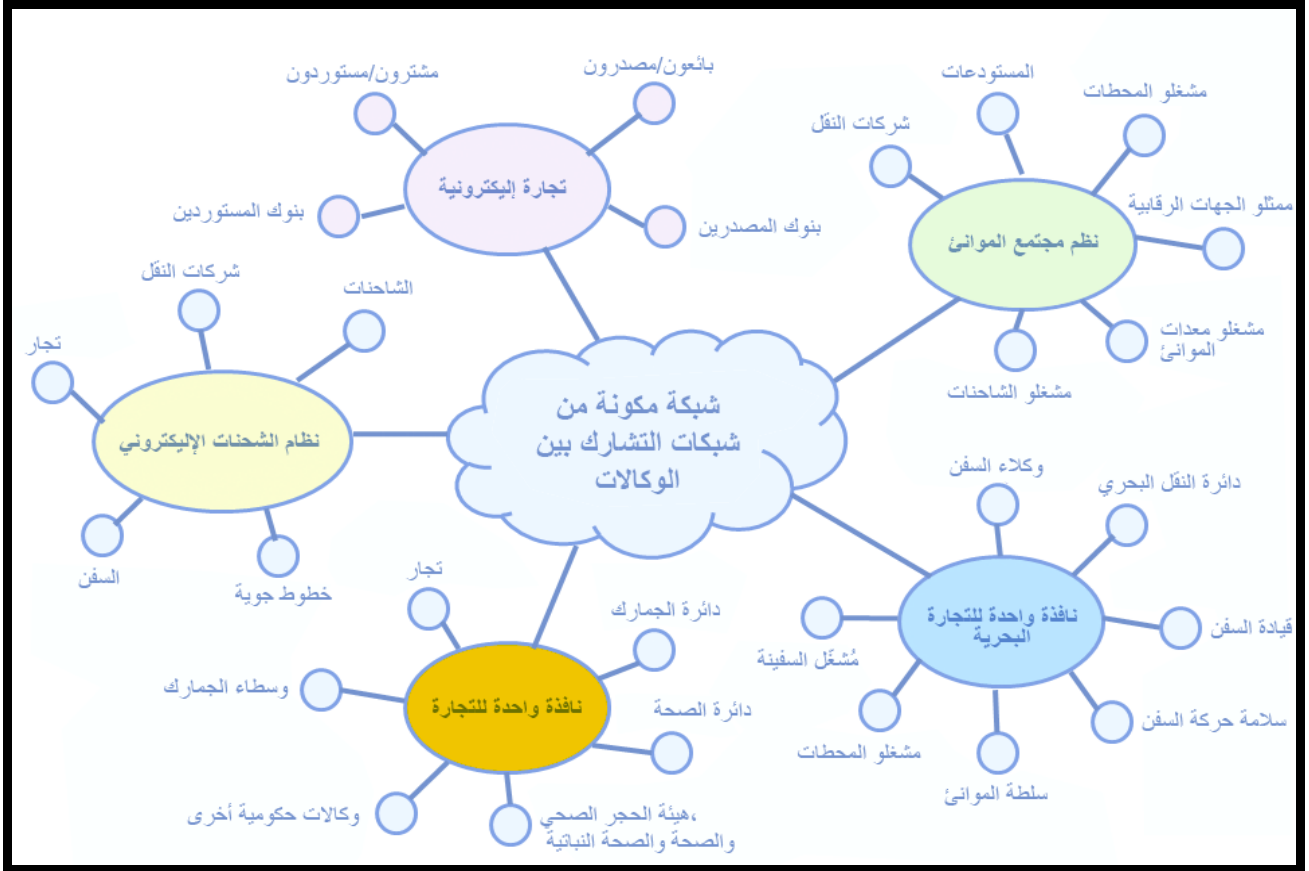 بائعون/مصدرون
مشترون/مستوردون
تجارة إليكترونية
بنوك المستوردين
بنوك المصدرين
المستودعات
مشغلو المحطات
شركات النقل
ممثلو الجهات الرقابية
نظم مجتمع الموانئ
مشغلو معدات
الموانئ
مشغلو الشاحنات
شركات النقل
الشاحنات
تجار
نظام الشحنات الإليكتروني
السفن
خطوط جوية
شبكة مكونة من
شبكات التشارك بين
الوكالات
وكلاء السفن
دائرة النقل البحري
نافذة واحدة للتجارة
البحرية
قيادة السفن
مُشغّل السفينة
سلامة حركة السفن
مشغلو المحطات
سلطة الموانئ
تجار
دائرة الجمارك
وسطاء الجمارك
نافذة واحدة للتجارة
دائرة الصحة
وكالات حكومية أخرى
هيئة الحجر الصحي،
والصحة والصحة النباتية